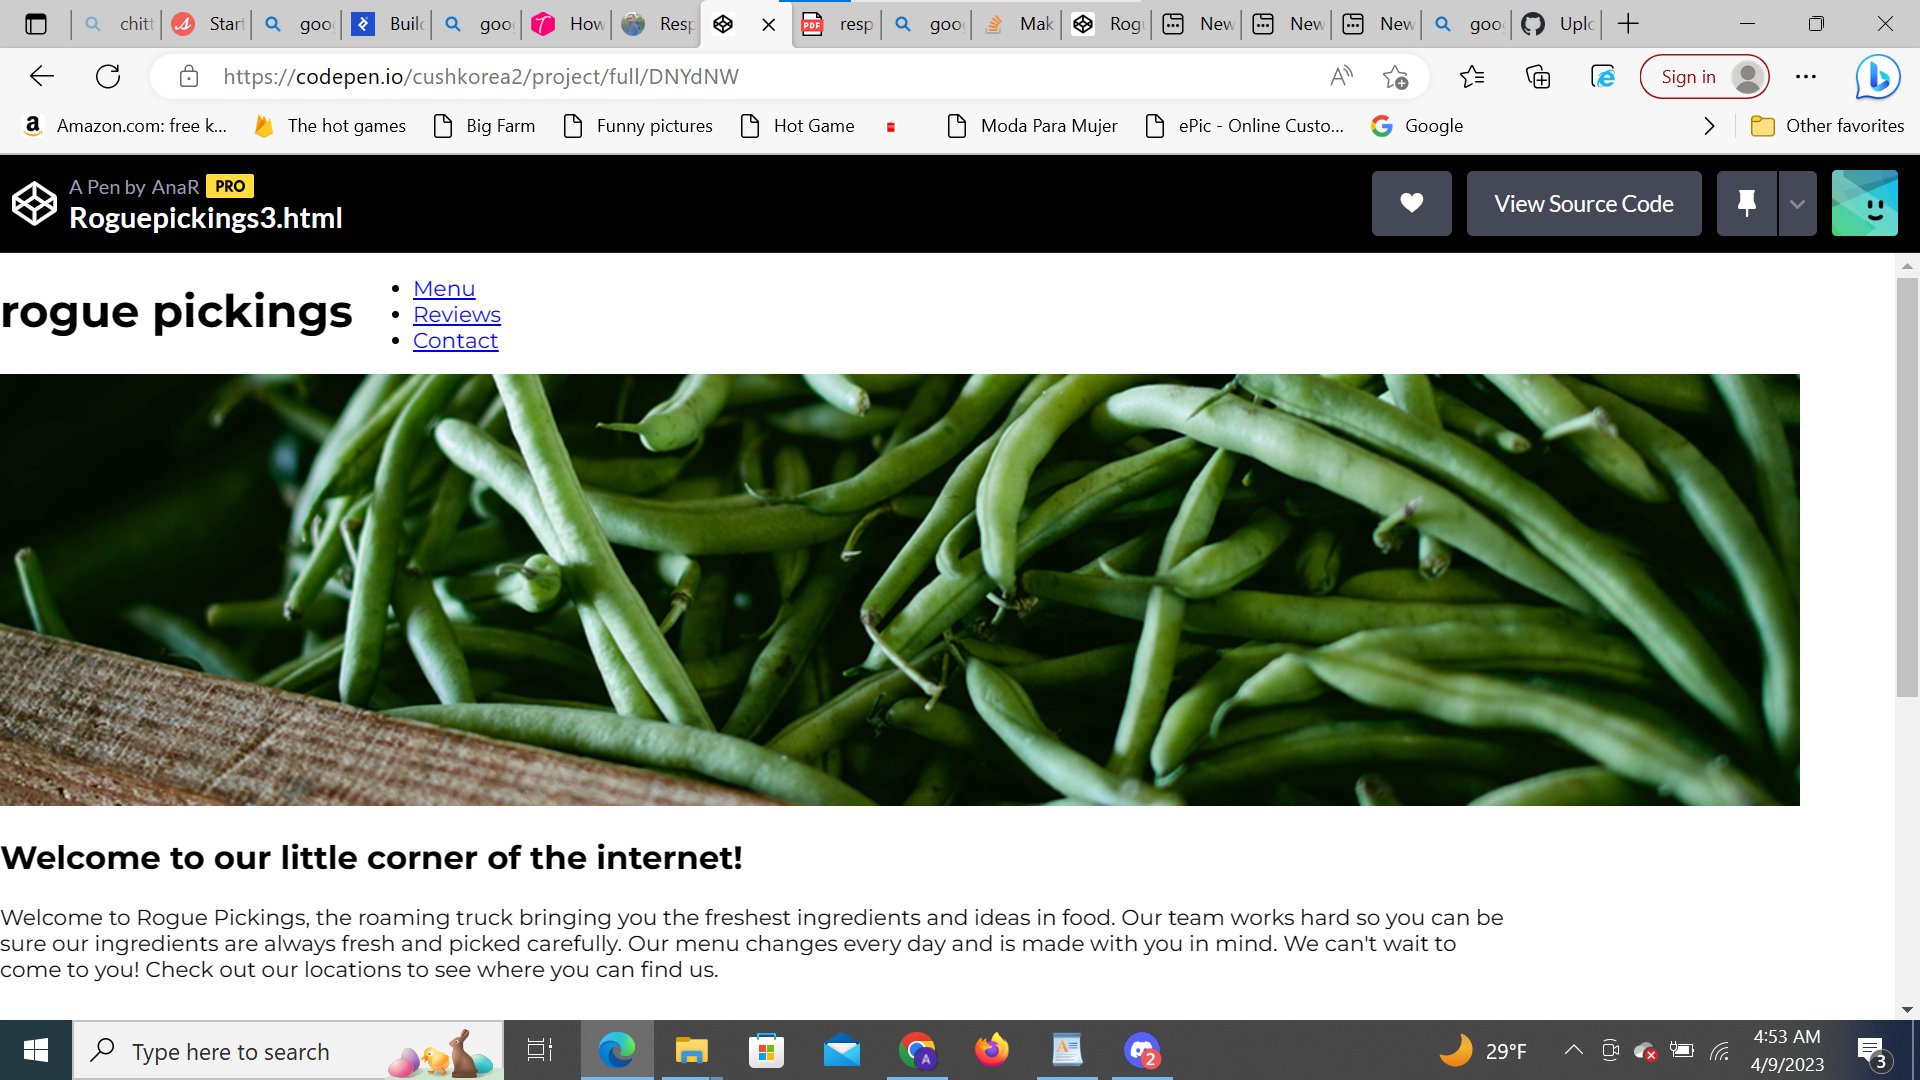 chitt
Start
goo
Builc
goo
How
Resp
resp
goo
Mak
Rogu
New
New
New
goo
Uplo
https://codepen.io/cushkorea2/project/full/DNYdNW
Sign in
Amazon.com: free k...
The hot games
Big Farm
Funny pictures
Hot Game
Moda Para Mujer
ePic - Online Custo...
Google
Other favorites
A Pen by AnaR PRO
Roguepickings3.html
View Source Code
rogue pickings
Menu
Reviews
Contact
Welcome to our little corner of the internet!
Welcome to Rogue Pickings, the roaming truck bringing you the freshest ingredients and ideas in food. Our team works hard so you can be
sure our ingredients are always fresh and picked carefully. Our menu changes every day and is made with you in mind. We can't wait to
come to you! Check out our locations to see where you can find us.
Type here to search
A
2
29°F
4:53 AM
4/9/2023
3